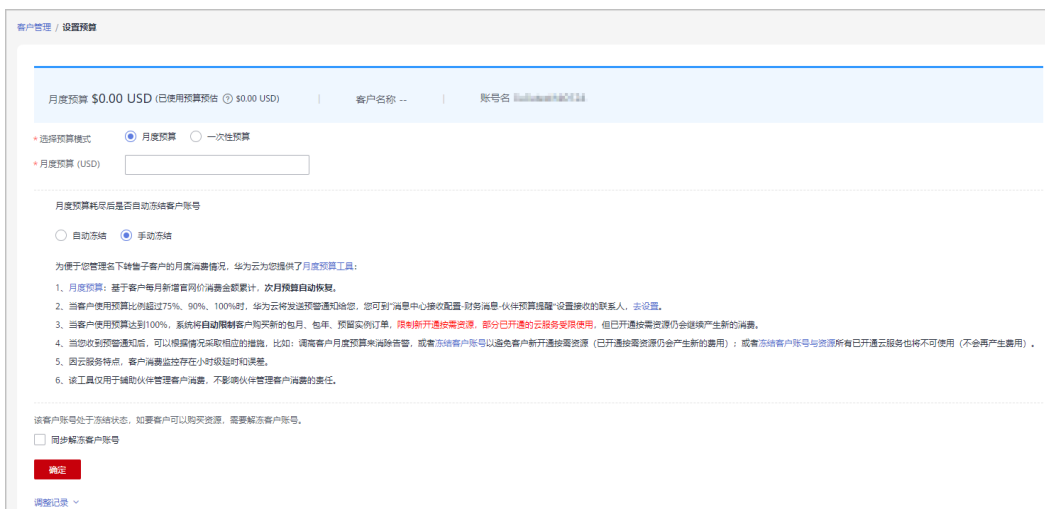 客户管理 / 设置预算
月度预算 $0.00 USD (已使用预算预估 ? $0.00 USD) 客户名称 -- 账号名
* 选择预算模式 月度预算 一次性预算
* 月度预算 (USD)
月度预算耗尽后是否自动冻结客户账号
自动冻结 手动冻结
为便于您管理名下转售子客户的月度消费情况，华为云为您提供了月度预算工具：
1、月度预算：基于客户每月新增官网价消费金额累计，次月预算自动恢复。
2、当客户使用预算比例超过75%、90%、100%时，华为云将发送预警通知给您，您可到"消息中心接收配置-财务消息-伙伴预算提醒"设置接收的联系人，去设置。
3、当客户使用预算达到100%，系统将自动限制客户购买新的包月、包年、预留实例订单，限制新开通按需资源，部分已开通的云服务受限使用，但已开通按需资源仍会继续产生新的消费。
4、当您收到预警通知后，可以根据情况采取相应的措施，比如：调高客户月度预算来消除告警，或者冻结客户账号以避免客户新开通按需资源（已开通按需资源仍会产生新的费用）；或者冻结客户账号与资源所有已开通云服务也将不可使用（不会再产生费用）。
5、因云服务特点，客户消费监控存在小时级延时和误差。
6、该工具仅用于辅助伙伴管理客户消费，不影响伙伴管理客户消费的责任。
该客户账号处于冻结状态，如要客户可以购买资源，需要解冻客户账号。
同步解冻客户账号
确定
调整记录